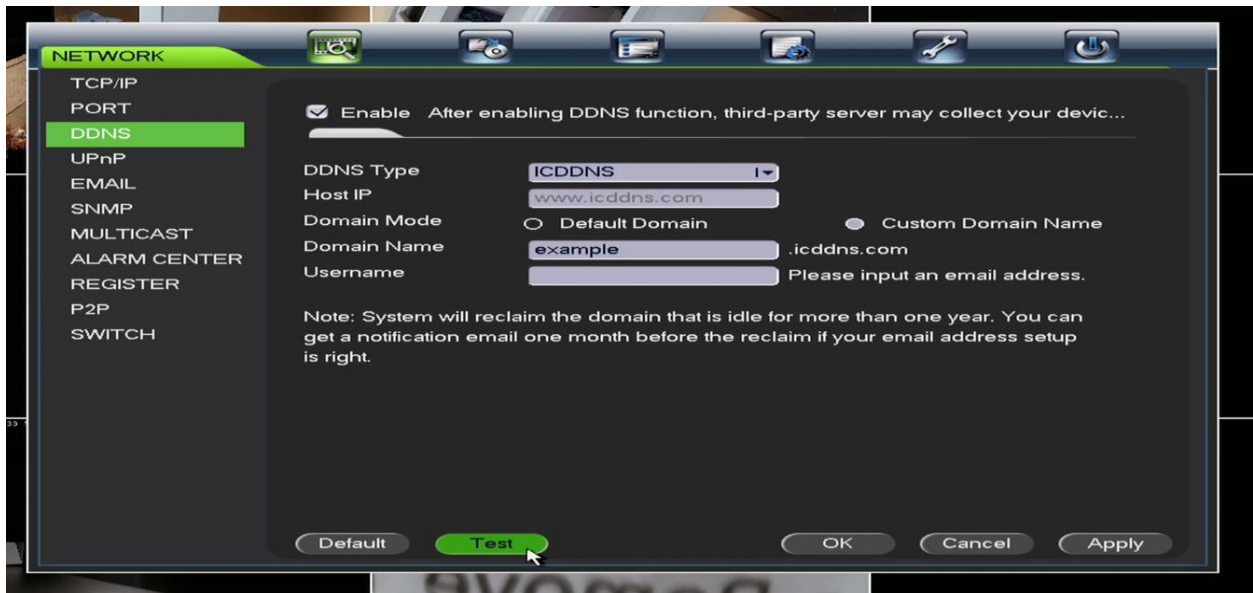 NETWORK
TCP/IP
PORT
DDNS
UPnP
EMAIL
SNMP
MULTICAST
ALARM CENTER
REGISTER
P2P
SWITCH
Enable After enabling DDNS function, third-party server may collect your devic...
DDNS Type ICDDNS
Host IP www.icddns.com
Domain Mode Default Domain Custom Domain Name
Domain Name example .icddns.com
Username Please input an email address.
Note: System will reclaim the domain that is idle for more than one year. You can
get a notification email one month before the reclaim if your email address setup
is right.
Default Test OK Cancel Apply